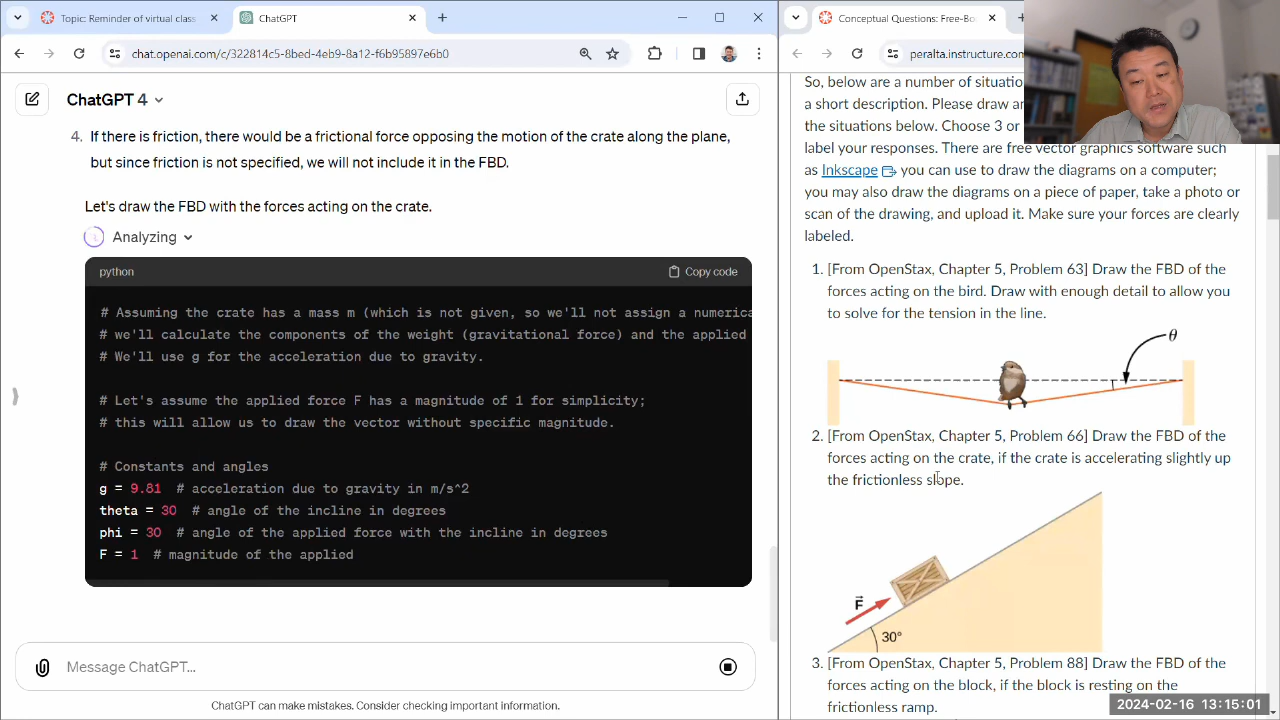 Topic: Reminder of virtual class
ChatGPT
chat.openai.com/c/322814c5-8bed-4eb9-8a12-f6b95897e6b0
ChatGPT 4
4. If there is friction, there would be a frictional force opposing the motion of the crate along the plane,
but since friction is not specified, we will not include it in the FBD.
Let's draw the FBD with the forces acting on the crate.
Analyzing
python
Copy code
# Assuming the crate has a mass m (which is not given, so we'll not assign a numerica
# we'll calculate the components of the weight (gravitational force) and the applied
# We'll use g for the acceleration due to gravity.
# Let's assume the applied force F has a magnitude of 1 for simplicity;
# this will allow us to draw the vector without specific magnitude.
# Constants and angles
g = 9.81 # acceleration due to gravity in m/s^2
theta = 30 # angle of the incline in degrees
phi = 30 # angle of the applied force with the incline in degrees
F = 1 # magnitude of the applied
Message ChatGPT...
ChatGPT can make mistakes. Consider checking important information.
Conceptual Questions: Free-Bo
peralta.instructure.com
So, below are a number of situatio
a short description. Please draw an
the situations below. Choose 3 or
label your responses. There are free vector graphics software such
as Inkscape you can use to draw the diagrams on a computer;
you may also draw the diagrams on a piece of paper, take a photo or
scan of the drawing, and upload it. Make sure your forces are clearly
labeled.
1. [From OpenStax, Chapter 5, Problem 63] Draw the FBD of the
forces acting on the bird. Draw with enough detail to allow you
to solve for the tension in the line.
θ
2. [From OpenStax, Chapter 5, Problem 66] Draw the FBD of the
forces acting on the crate, if the crate is accelerating slightly up
the frictionless slope.
F
30°
3. [From OpenStax, Chapter 5, Problem 88] Draw the FBD of the
forces acting on the block, if the block is resting on the
frictionless ramp.
2024-02-16 13:15:01